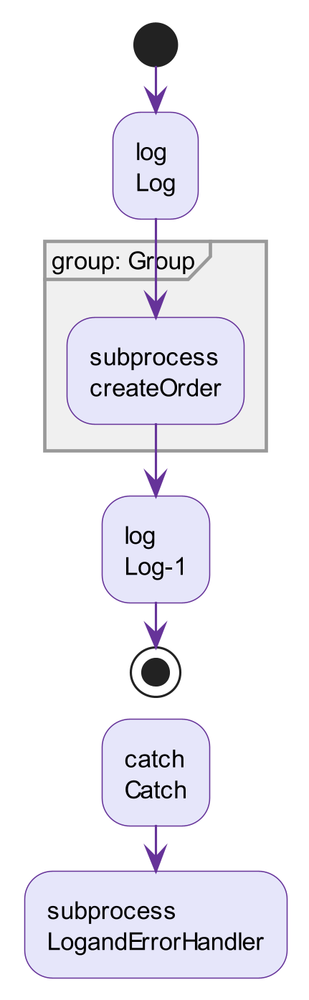 log
Log
group: Group
subprocess
createOrder
log
Log-1
catch
Catch
subprocess
LogandErrorHandler